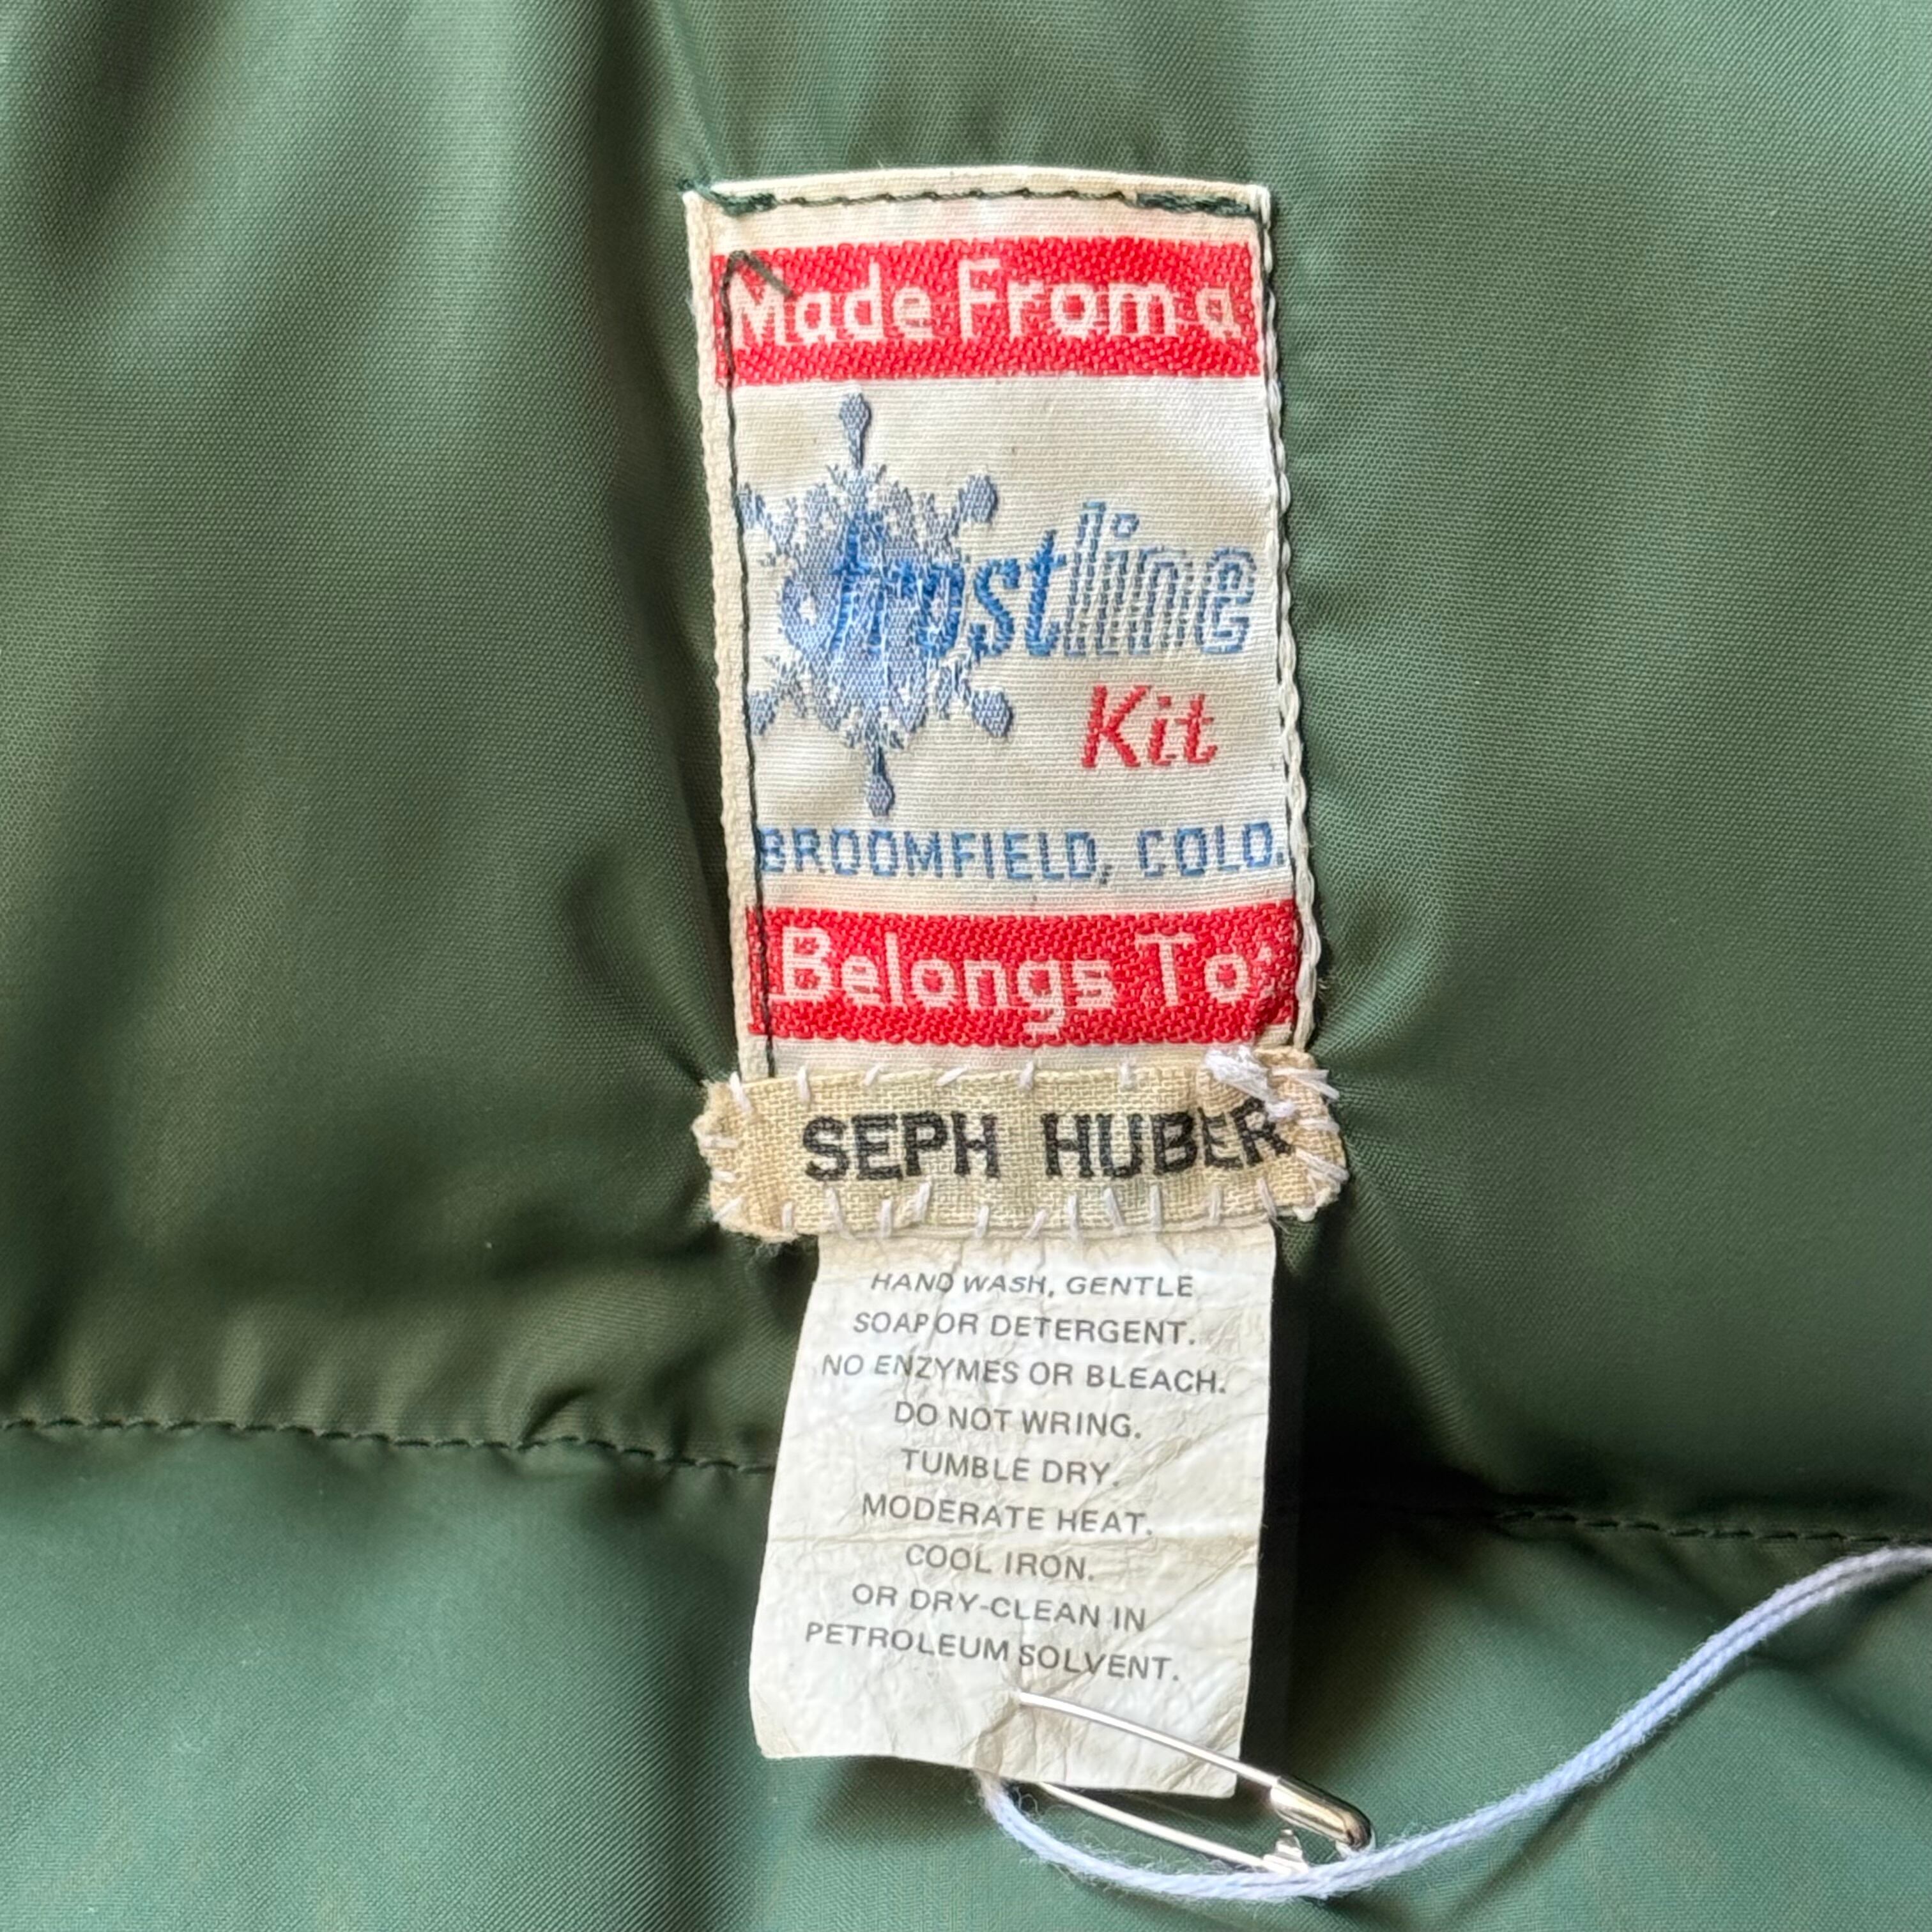 Made From a
frostline
Kit
BROOMFIELD, COLO.
Belongs To:
SEPH HUBER
HAND WASH, GENTLE
SOAP OR DETERGENT.
NO ENZYMES OR BLEACH.
DO NOT WRING.
TUMBLE DRY.
MODERATE HEAT.
COOL IRON.
OR DRY-CLEAN IN
PETROLEUM SOLVENT.